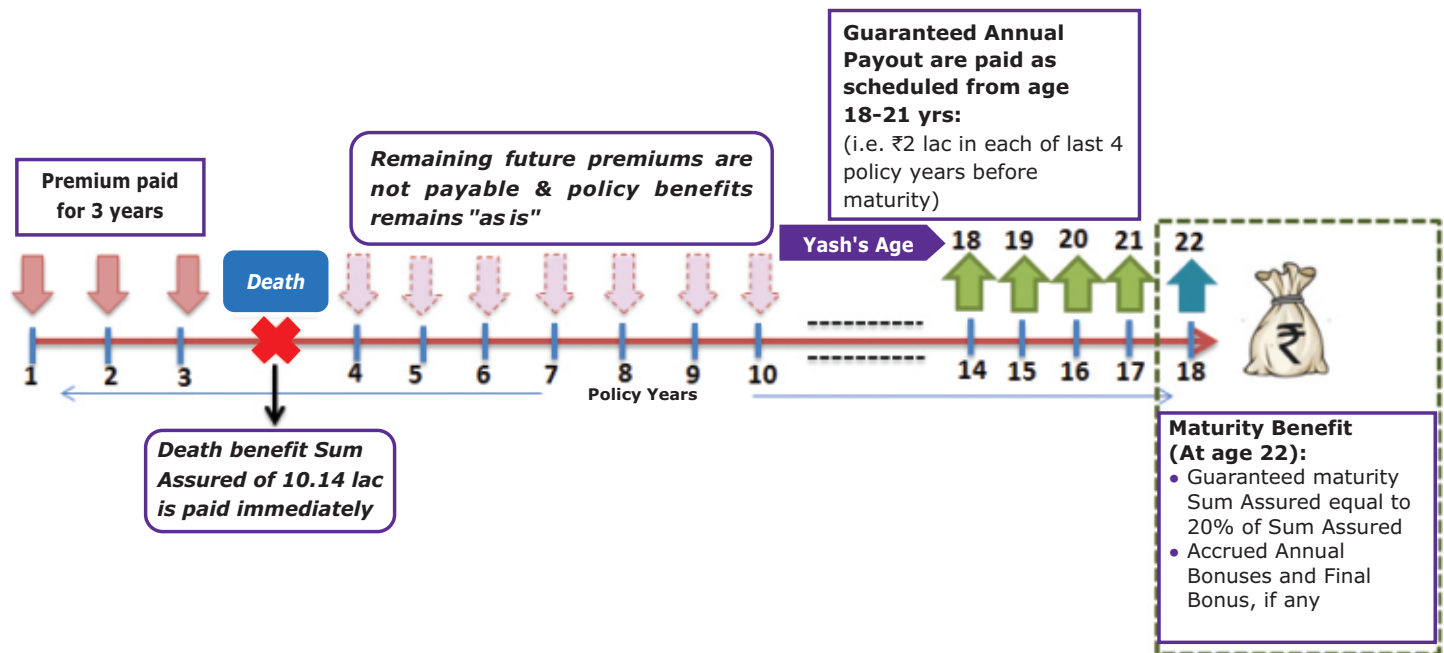 Guaranteed Annual
Payout are paid as
scheduled from age
18-21 yrs:
(i.e. ₹2 lac in each of last 4
policy years before
maturity)
Premium paid
for 3 years
Remaining future premiums are
not payable & policy benefits
remains "as is"
Yash's Age
18 19 20 21 22
Death
1 2 3 4 5 6 7 8 9 10 ---------- 14 15 16 17 18
Policy Years
₹
Death benefit Sum
Assured of 10.14 lac
is paid immediately
Maturity Benefit
(At age 22):
• Guaranteed maturity
Sum Assured equal to
20% of Sum Assured
• Accrued Annual
Bonuses and Final
Bonus, if any